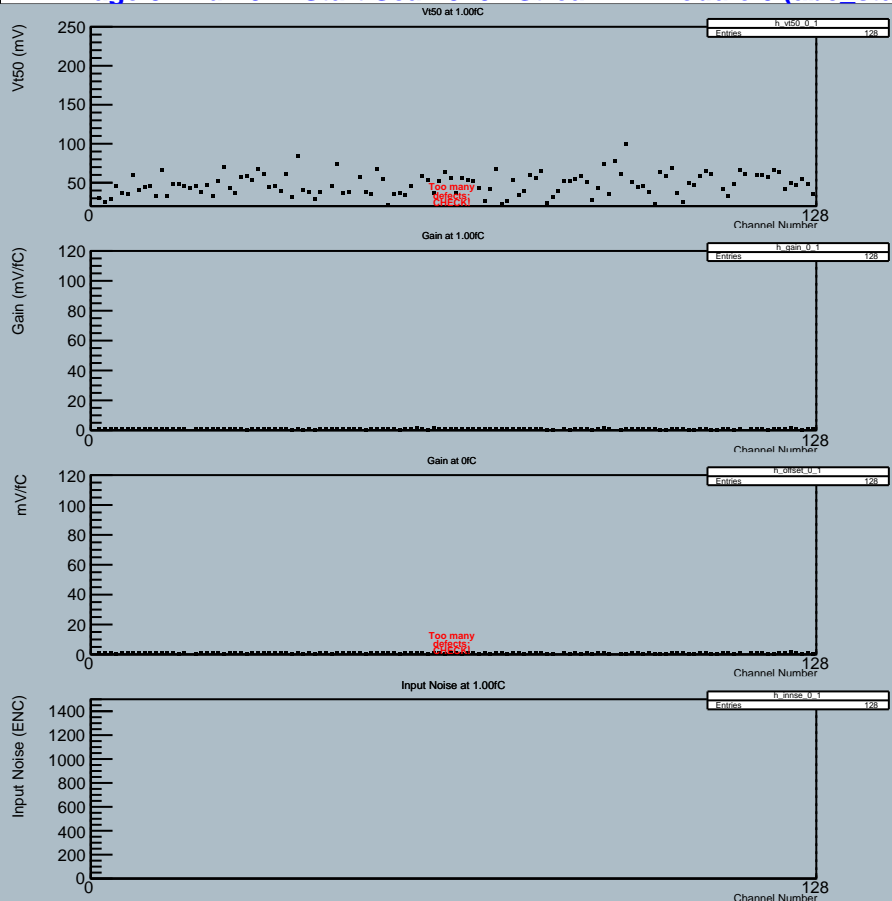 Vt50 at 1.00fC
h_vt50_0_1
Entries 128
Vt50 (mV)
250
200
150
100
50
Too many
defects:
CHECK!
0
128
Channel Number
Gain at 1.00fC
h_gain_0_1
Entries 128
Gain (mV/fC)
120
100
80
60
40
20
0
0
128
Channel Number
Gain at 0fC
h_offset_0_1
Entries 128
mV/fC
120
100
80
60
40
20
0
Too many
defects:
CHECK!
0
128
Channel Number
Input Noise at 1.00fC
h_innse_0_1
Entries 128
Input Noise (ENC)
1400
1200
1000
800
600
400
200
0
0
128
Channel Number